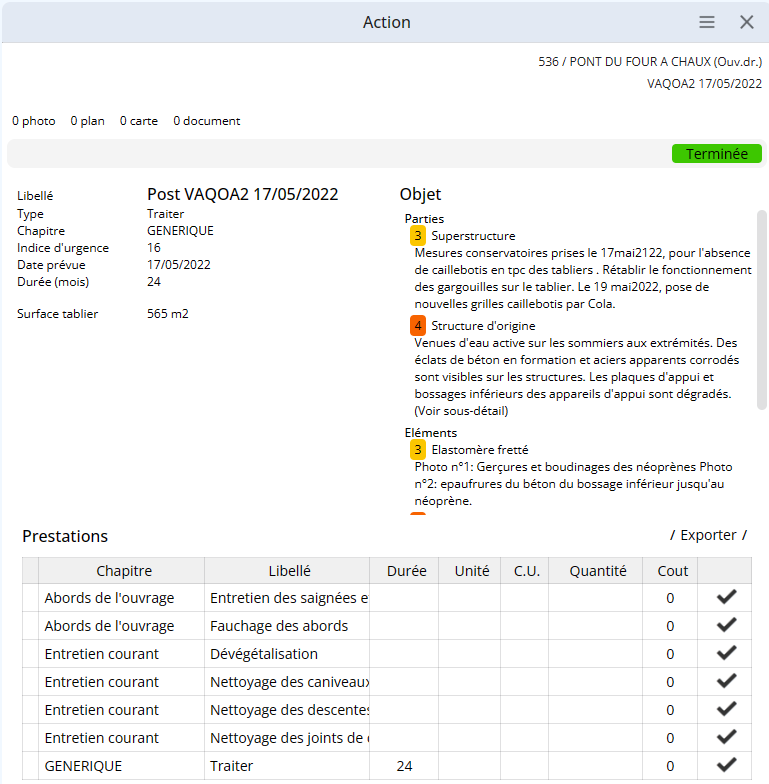 Action
536 / PONT DU FOUR A CHAUX (Ouv.dr.)
VAQOA2 17/05/2022
0 photo 0 plan 0 carte 0 document
Terminée
Libellé Post VAQOA2 17/05/2022
Type Traiter
Chapitre GENERIQUE
Indice d'urgence 16
Date prévue 17/05/2022
Durée (mois) 24
Surface tablier 565 m2
Objet
Parties
3 Superstructure
Mesures conservatoires prises le 17mai2122, pour l'absence
de caillebotis en tpc des tabliers . Rétablir le fonctionnement
des gargouilles sur le tablier. Le 19 mai2022, pose de
nouvelles grilles caillebotis par Cola.
4 Structure d'origine
Venues d'eau active sur les sommiers aux extrémités. Des
éclats de béton en formation et aciers apparents corrodés
sont visibles sur les structures. Les plaques d'appui et
bossages inférieurs des appareils d'appui sont dégradés.
(Voir sous-détail)
Eléments
3 Elastomère fretté
Photo n°1: Gerçures et boudinages des néoprènes Photo
n°2: epaufrures du béton du bossage inférieur jusqu'au
néoprène.
Prestations
/ Exporter /
Chapitre Libellé Durée Unité C.U. Quantité Cout
Abords de l'ouvrage Entretien des saignées e 0
Abords de l'ouvrage Fauchage des abords 0
Entretien courant Dévégétalisation 0
Entretien courant Nettoyage des caniveaux 0
Entretien courant Nettoyage des descentes 0
Entretien courant Nettoyage des joints de 0
GENERIQUE Traiter 24 0